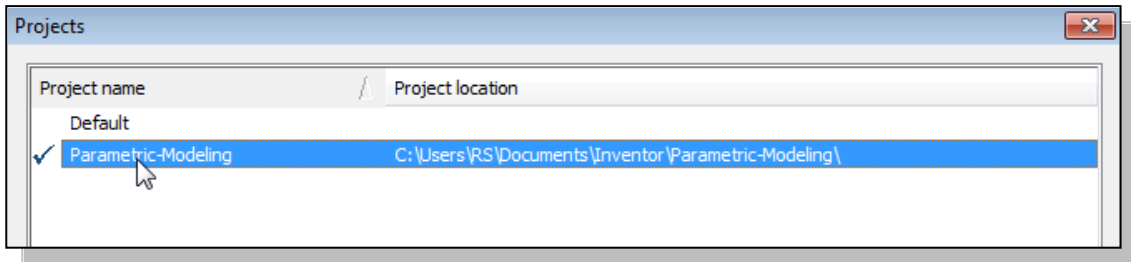 Projects
Project name Project location
Default
Parametric-Modeling C:\Users\RS\Documents\Inventor\Parametric-Modeling\